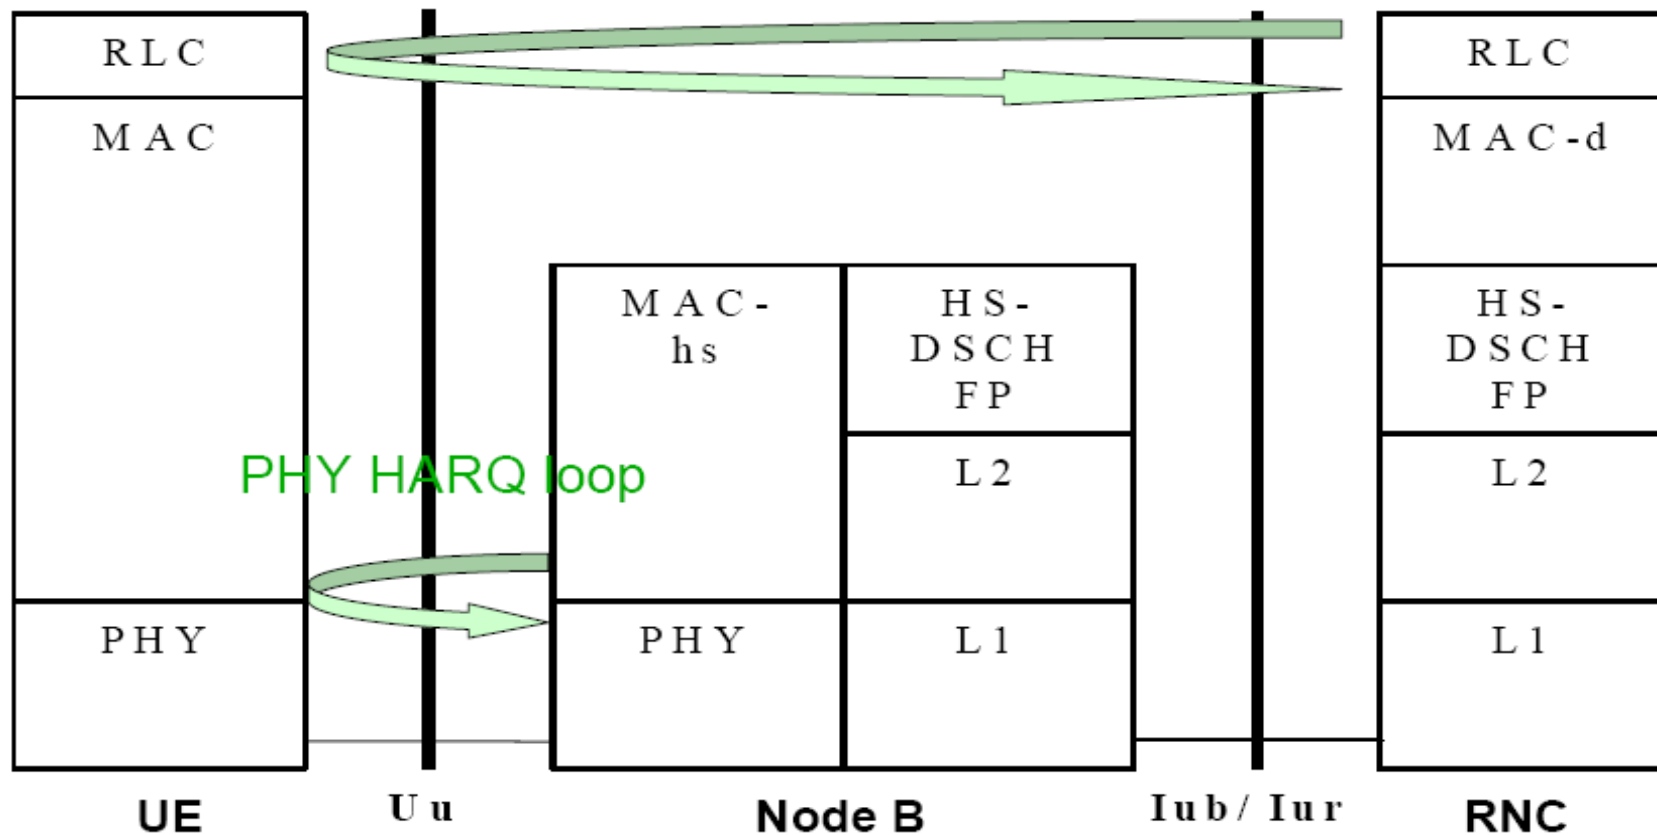 RLC
MAC
PHY
PHY HARQ loop
MAC-
hs
PHY
HS-
DSCH
FP
L2
L1
RLC
MAC-d
HS-
DSCH
FP
L2
L1
UE
Uu
Node B
Iub/ Iur
RNC